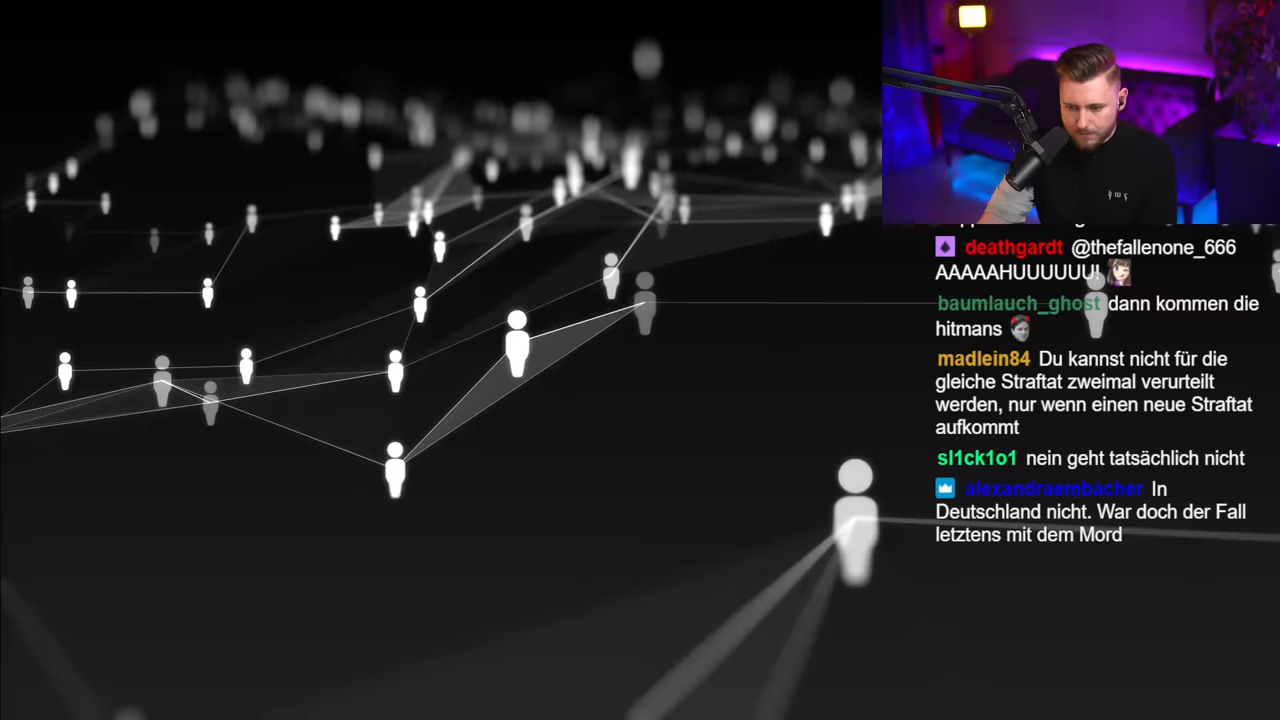 deathgardt @thefallenone_666
AAAAAHUUUUUU!
baumlauch_ghost dann kommen die
hitmans
madlein84 Du kannst nicht für die
gleiche Straftat zweimal verurteilt
werden, nur wenn einen neue Straftat
aufkommt
sl1ck1o1 nein geht tatsächlich nicht
alexandraembacher In
Deutschland nicht. War doch der Fall
letztens mit dem Mord